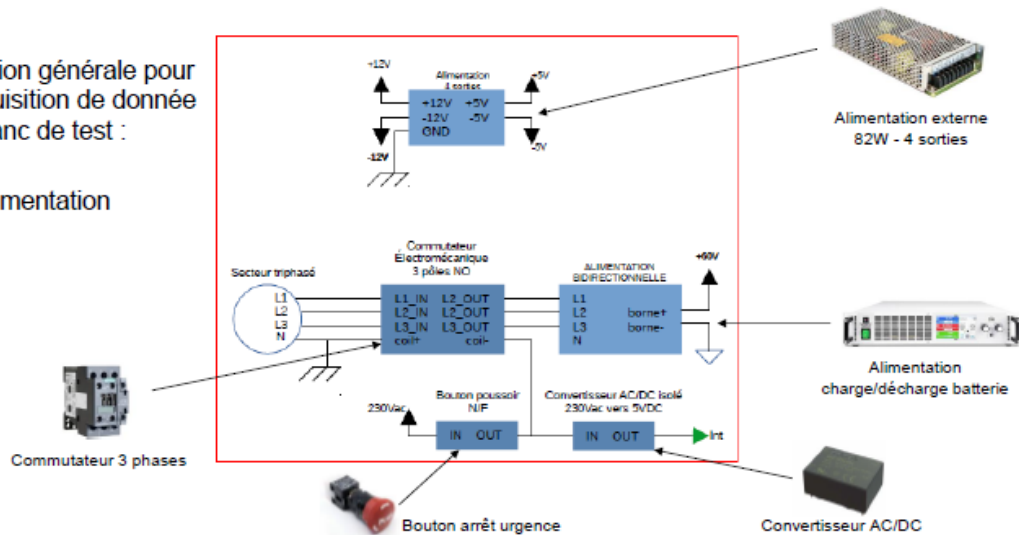 ion générale pour
uisition de donnée
anc de test :
mentation
+12V
Alimentation
4 sorties
+5V
+12V +5V
-12V -5V
GND
-12V
-5V
Alimentation externe
82W - 4 sorties
Secteur triphasé
Commutateur
Électromécanique
3 pôles NO
ALIMENTATION
BIDIRECTIONNELLE
+60V
L1
L2
L3
N
L1_IN L2_OUT
L2_IN L2_OUT
L3_IN L3_OUT
coil+ coil-
L1
L2 borne+
L3 borne-
N
Alimentation
charge/décharge batterie
230Vac
Bouton poussoir
N/F
IN OUT
Convertisseur AC/DC isolé
230Vac vers 5VDC
IN OUT
Int
Commutateur 3 phases
Bouton arrêt urgence
Convertisseur AC/DC